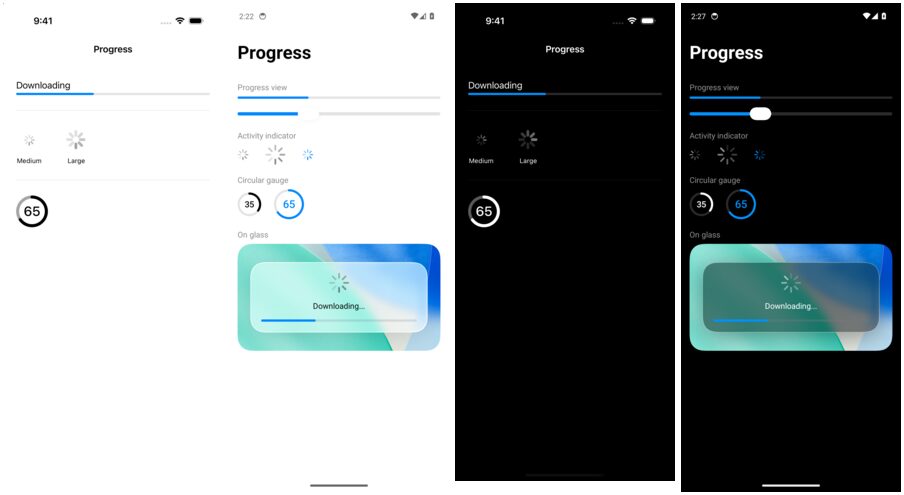 9:41
Progress
Downloading
Medium
Large
65
2:22
Progress
Progress view
Activity indicator
Circular gauge
35
65
On glass
Downloading...
9:41
Progress
Downloading
Medium
Large
65
2:27
Progress
Progress view
Activity indicator
Circular gauge
35
65
On glass
Downloading...